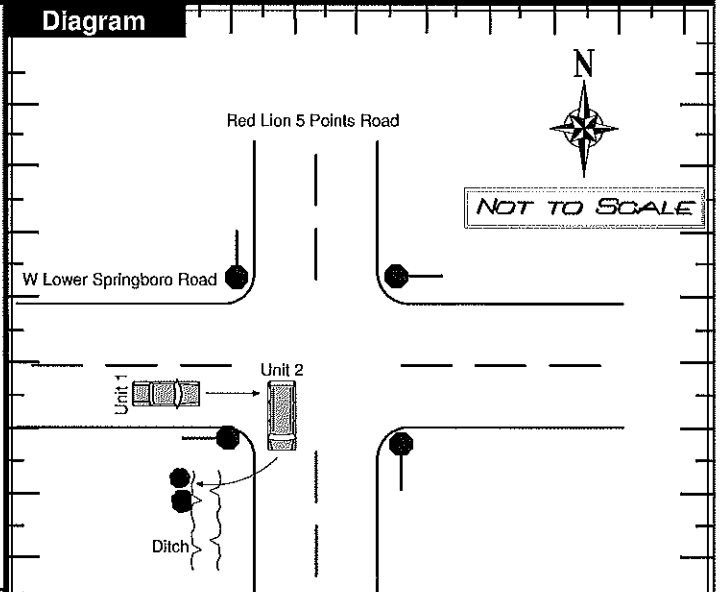 Diagram
N
Red Lion 5 Points Road
NOT TO SCALE
W Lower Springboro Road
Unit 2
Unit 1
Ditch